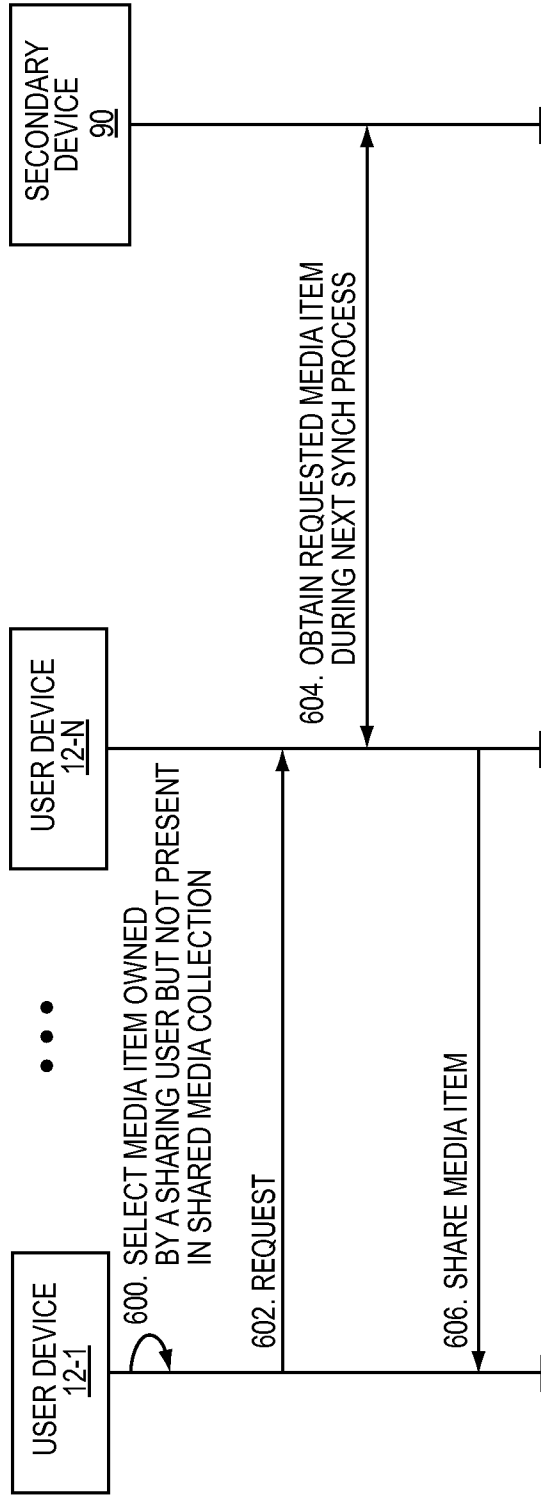 USER DEVICE
12-1
USER DEVICE
12-N
SECONDARY
DEVICE
90
600. SELECT MEDIA ITEM OWNED
BY A SHARING USER BUT NOT PRESENT
IN SHARED MEDIA COLLECTION
602. REQUEST
604. OBTAIN REQUESTED MEDIA ITEM
DURING NEXT SYNCH PROCESS
606. SHARE MEDIA ITEM